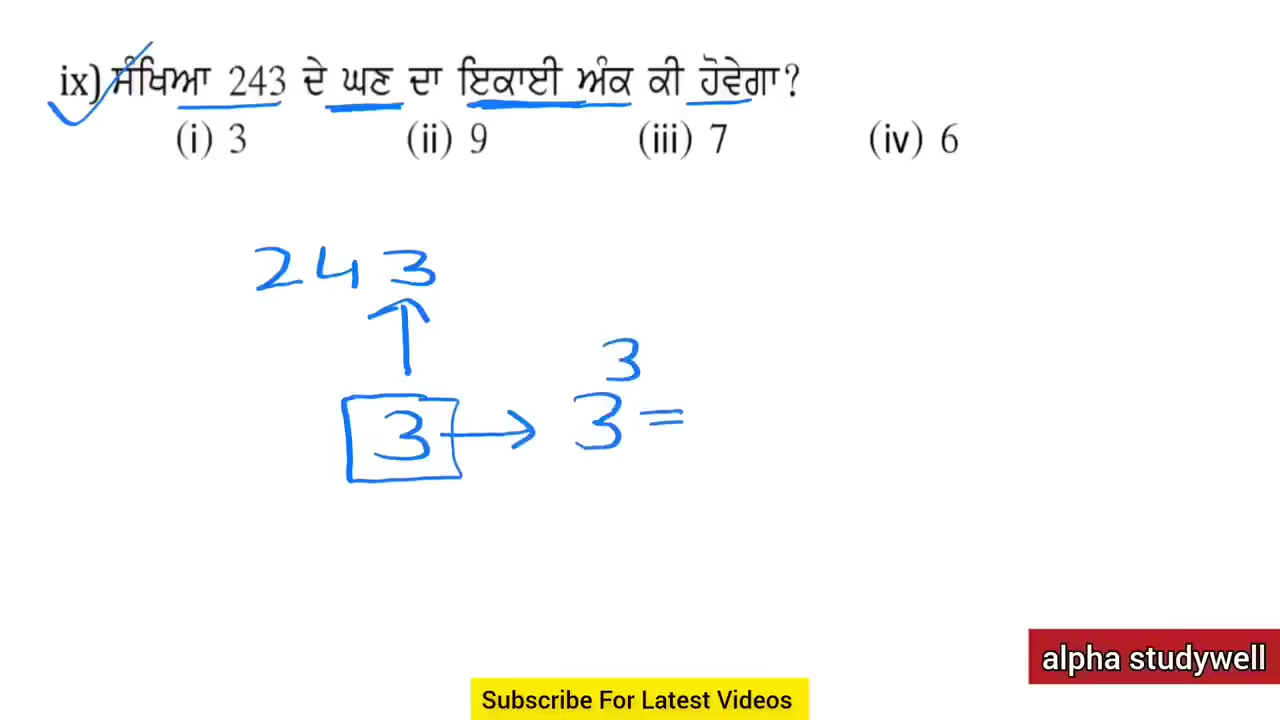 ix) ਸੰਖਿਆ 243 ਦੇ ਘਣ ਦਾ ਇਕਾਈ ਅੰਕ ਕੀ ਹੋਵੇਗਾ?
(i) 3 (ii) 9 (iii) 7 (iv) 6
243
3
3 → 3 =
alpha studywell
Subscribe For Latest Videos